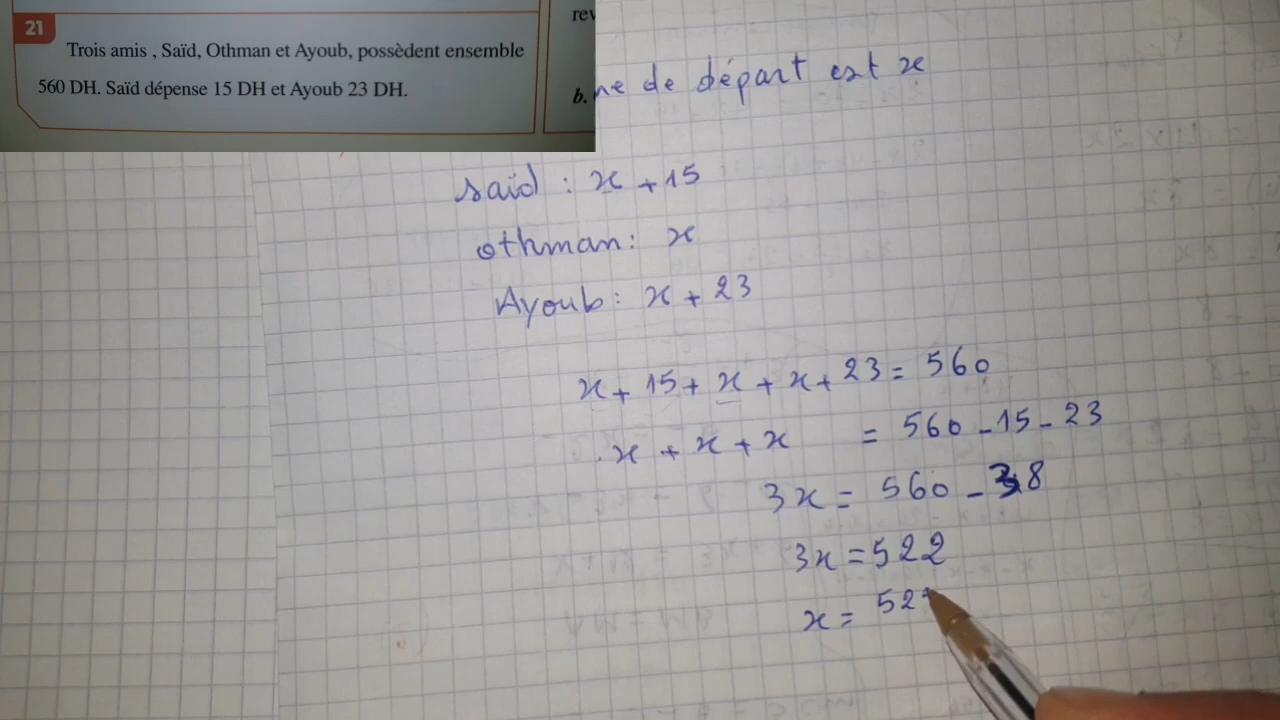 21
Trois amis , Saïd, Othman et Ayoub, possèdent ensemble
560 DH. Saïd dépense 15 DH et Ayoub 23 DH.
b.
de départ est x
saïd : x + 15
othman : x
Ayoub : x + 23
x + 15 + x + x + 23 = 560
x + x + x = 560 - 15 - 23
3x = 560 - 38
3x = 522
x = 52